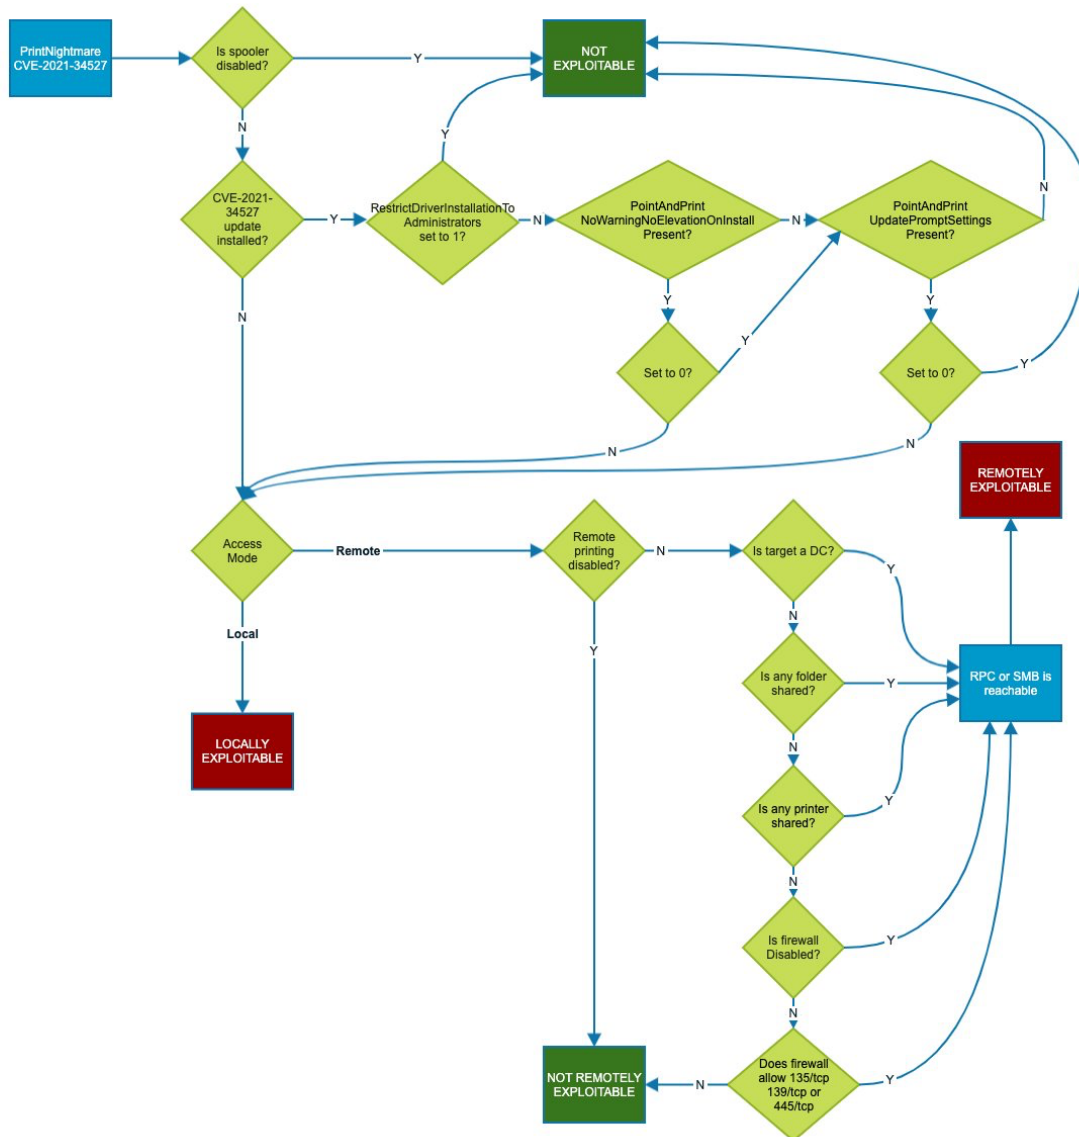 PrintNightmare
CVE-2021-34527
Is spooler
disabled?
Y
NOT
EXPLOITABLE
N
Y
CVE-2021-
34527
update
installed?
Y
RestrictDriverInstallationTo
Administrators
set to 1?
N
PointAndPrint
NoWarningNoElevationOnInstall
Present?
N
PointAndPrint
UpdatePromptSettings
Present?
N
N
Y
Y
Set to 0?
Y
Set to 0?
Y
N
N
REMOTELY
EXPLOITABLE
Access
Mode
Remote
Remote
printing
disabled?
N
Is target a DC?
Y
Local
Y
N
Is any folder
shared?
Y
RPC or SMB is
reachable
LOCALLY
EXPLOITABLE
N
Is any printer
shared?
Y
N
Is firewall
Disabled?
Y
N
NOT REMOTELY
EXPLOITABLE
N
Does firewall
allow 135/tcp
139/tcp or
445/tcp
Y